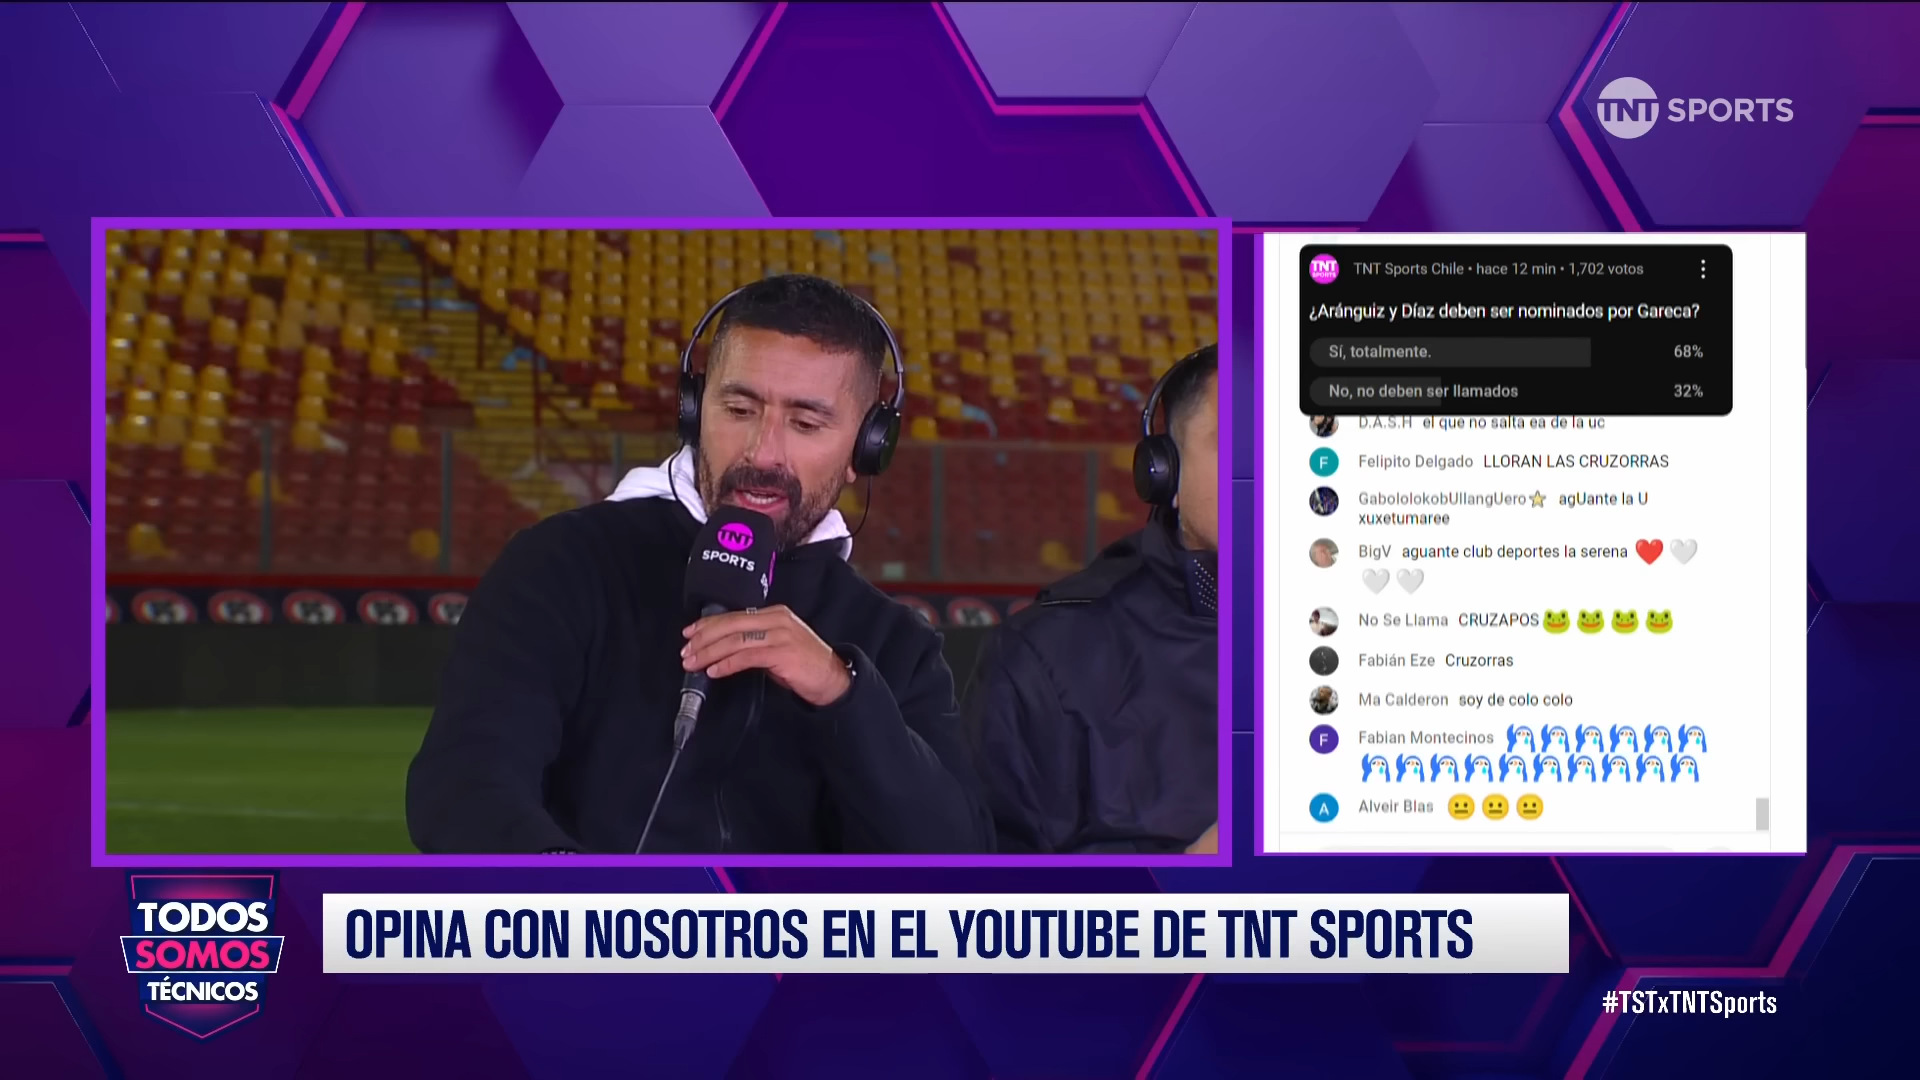 TNT SPORTS
TNT SPORTS
TNT Sports Chile • hace 12 min • 1,702 votos
¿Aránguiz y Díaz deben ser nominados por Gareca?
Sí, totalmente. 68%
No, no deben ser llamados 32%
D.A.S.H el que no salta ea de la uc
F Felipito Delgado LLORAN LAS CRUZORRAS
GabololokobUllangUero⭐ agUante la U
xuxetumaree
BigV aguante club deportes la serena ❤️ 🤍
🤍 🤍
No Se Llama CRUZAPOS🐸 🐸 🐸 🐸
Fabián Eze Cruzorras
Ma Calderon soy de colo colo
F Fabian Montecinos
A Alveir Blas 😐 😐 😐
TNT
SPORTS
TODOS
SOMOS
TÉCNICOS
OPINA CON NOSOTROS EN EL YOUTUBE DE TNT SPORTS
#TSTxTNTSports